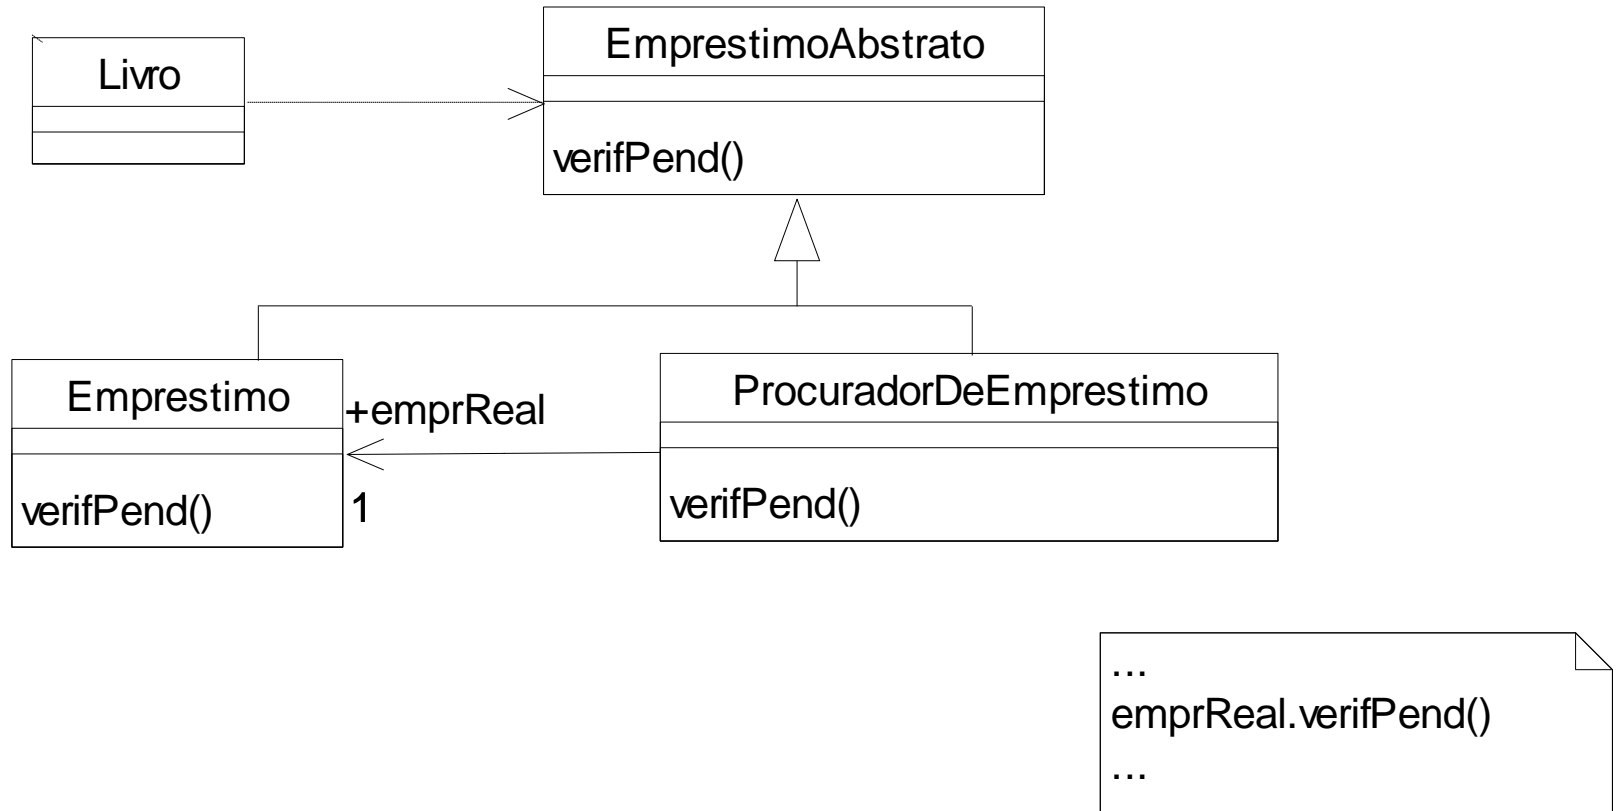 Livro
EmprestimoAbstrato
verifPend()
Emprestimo
verifPend()
+emprReal
1
ProcuradorDeEmprestimo
verifPend()
...
emprReal.verifPend()
...